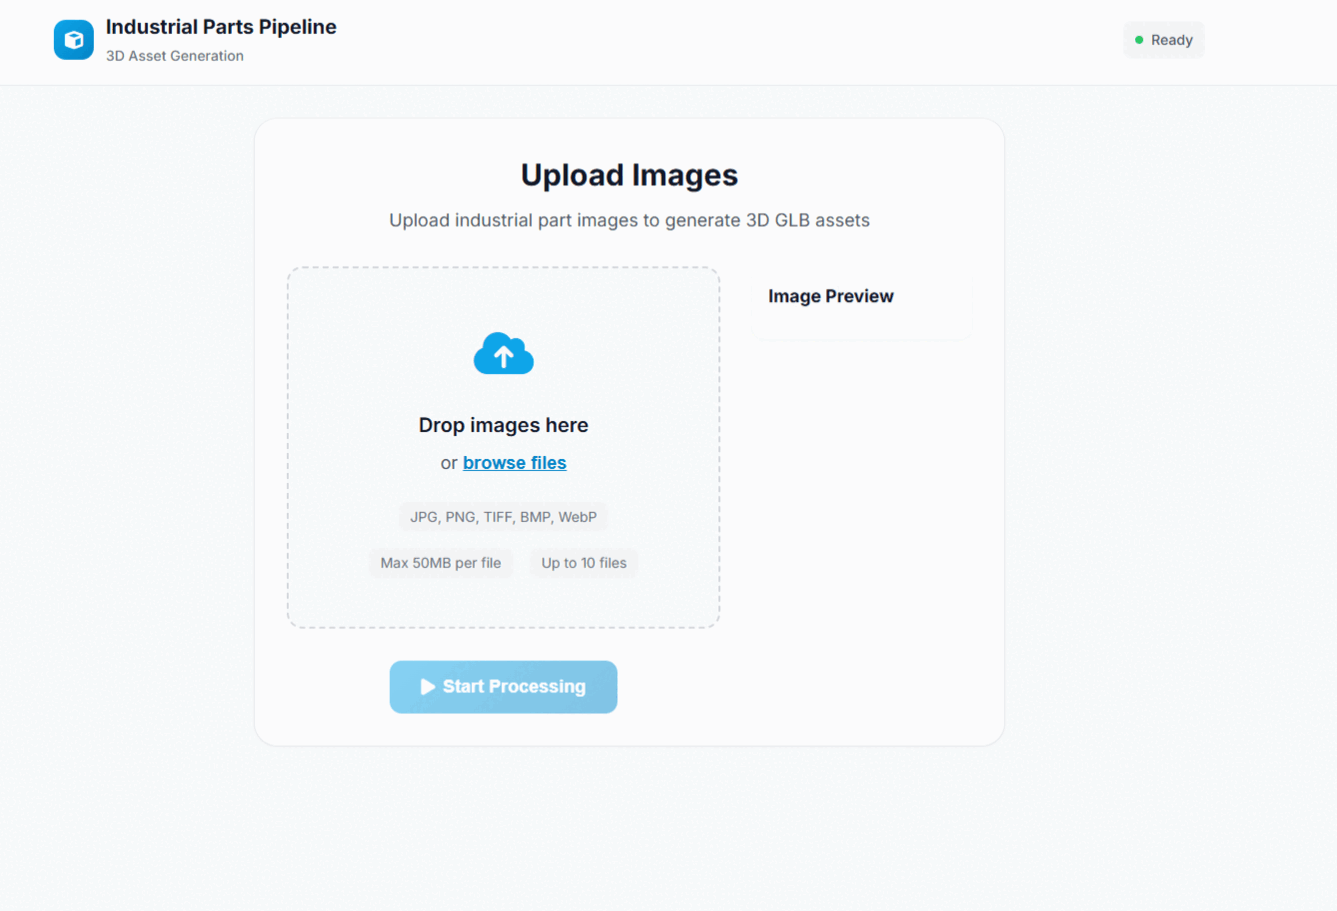 Industrial Parts Pipeline
3D Asset Generation
Ready
Upload Images
Upload industrial part images to generate 3D GLB assets
Drop images here
or browse files
JPG, PNG, TIFF, BMP, WebP
Max 50MB per file
Up to 10 files
Image Preview
Start Processing